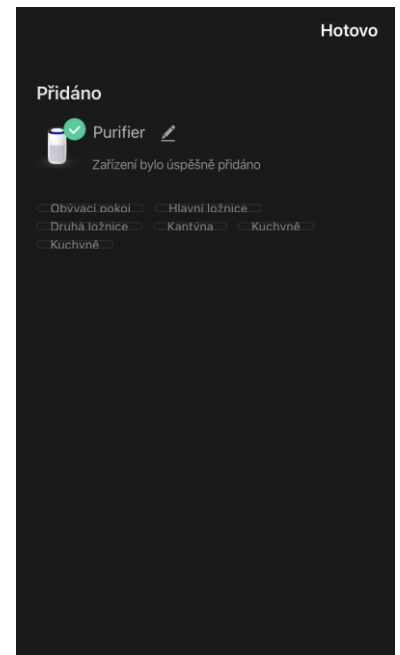 Hotovo
Přidáno
Purifier
Zařízení bylo úspěšně přidáno
Obývací pokoj Hlavní ložnice
Druhá ložnice Kantýna Kuchyně
Kuchyně